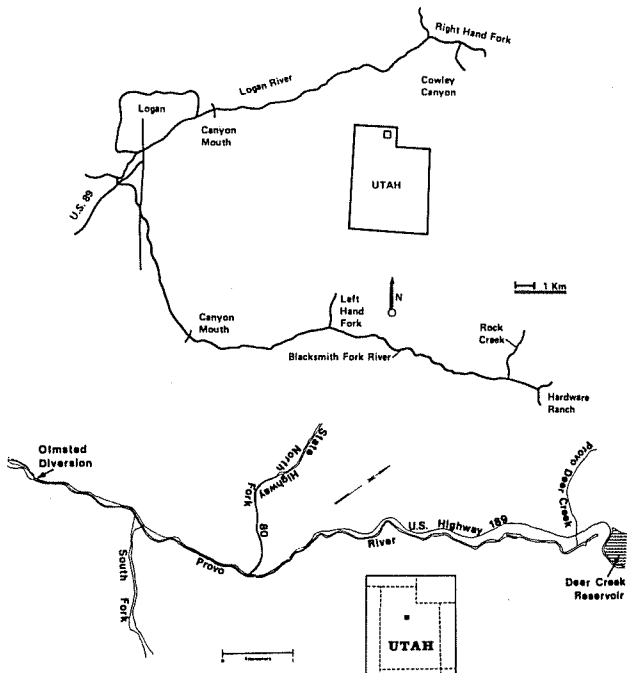 Right Hand Fork
Logan River
Cowley
Canyon
Logan
Canyon
Mouth
UTAH
U.S. 89
N
1 Km
Left
Hand
Fork
Canyon
Mouth
Rock
Creek
Blacksmith Fork River
Hardware
Ranch
Olmsted
Diversion
North Fork
State Highway 80
Provo Deer Creek
U.S. Highway 189
Provo River
South Fork
Deer Creek
Reservoir
UTAH